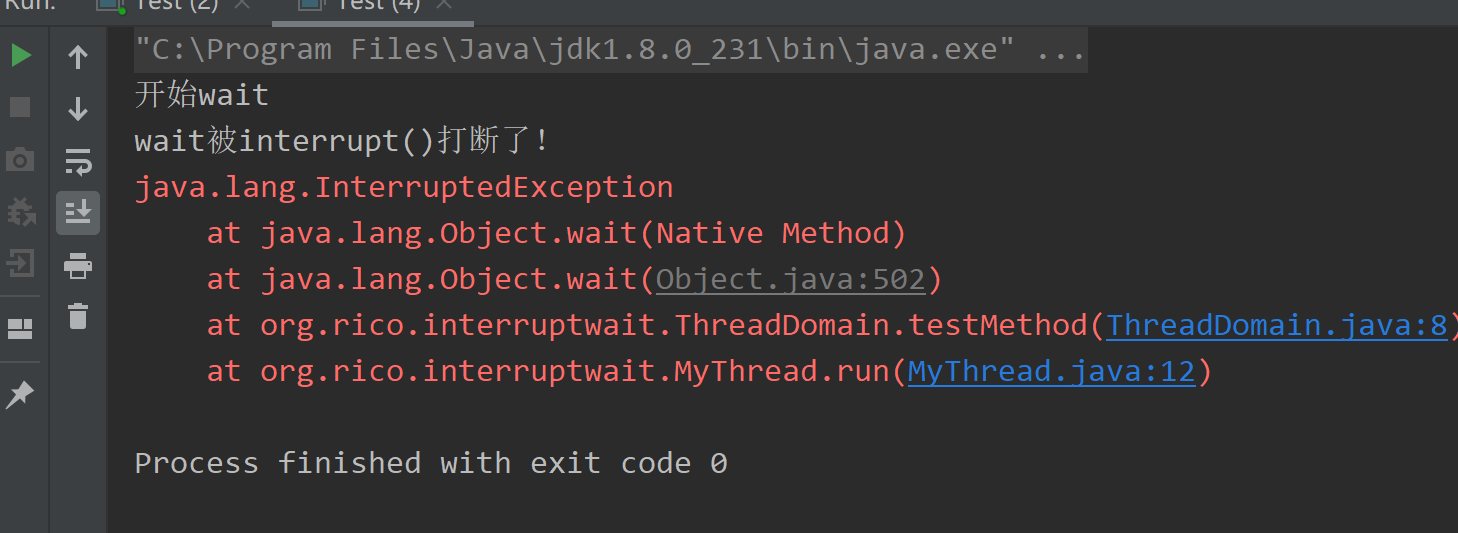 Run: Test (2) Test (4)
"C:\Program Files\Java\jdk1.8.0_231\bin\java.exe" ...
开始wait
wait被interrupt()打断了！
java.lang.InterruptedException
at java.lang.Object.wait(Native Method)
at java.lang.Object.wait(Object.java:502)
at org.rico.interruptwait.ThreadDomain.testMethod(ThreadDomain.java:8)
at org.rico.interruptwait.MyThread.run(MyThread.java:12)
Process finished with exit code 0